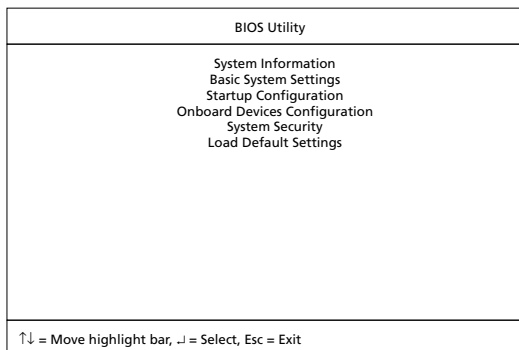 BIOS Utility
System Information
Basic System Settings
Startup Configuration
Onboard Devices Configuration
System Security
Load Default Settings
↑↓ = Move highlight bar, ↵ = Select, Esc = Exit